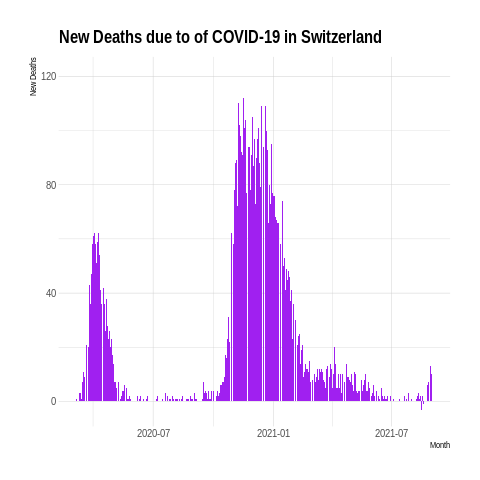 New Deaths due to of COVID-19 in Switzerland
New Deaths
120
80
40
0
2020-07
2021-01
2021-07
Month